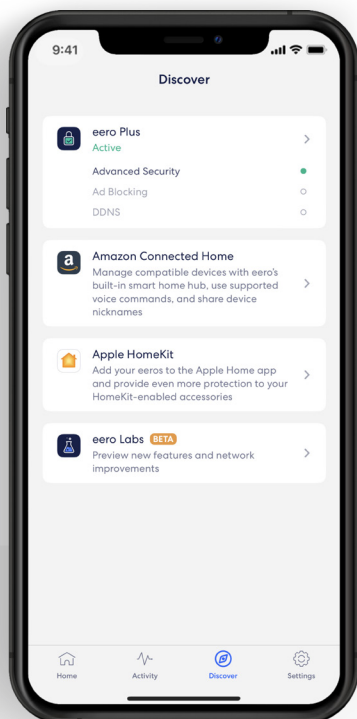 9:41
Discover
eero Plus
Active
Advanced Security
Ad Blocking
DDNS
a
Amazon Connected Home
Manage compatible devices with eero's
built-in smart home hub, use supported
voice commands, and share device
nicknames
Apple HomeKit
Add your eeros to the Apple Home app
and provide even more protection to your
HomeKit-enabled accessories
eero Labs BETA
Preview new features and network
improvements
Home Activity Discover Settings